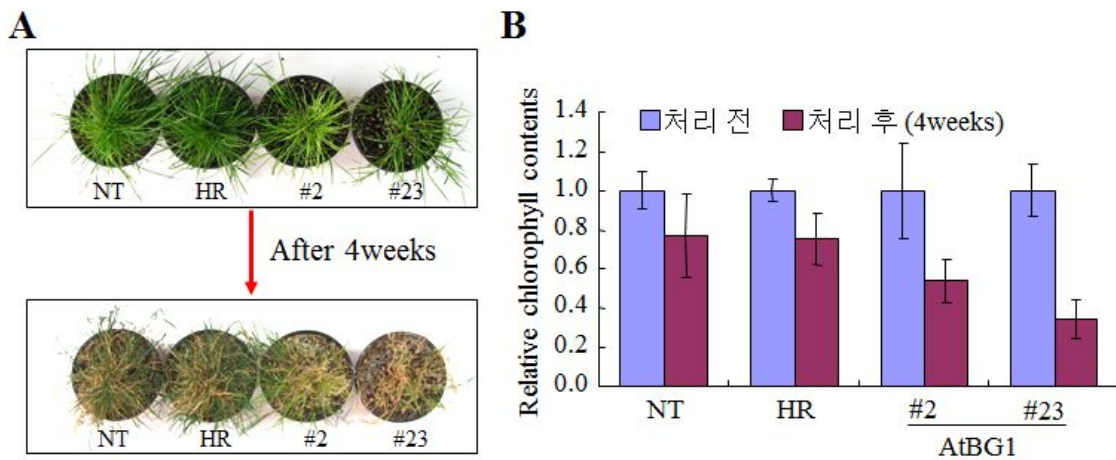 A
NT HR #2 #23
After 4weeks
NT HR #2 #23
B
Relative chlorophyll contents
1.4
1.2
1.0
0.8
0.6
0.4
0.2
0.0
처리 전 처리 후 (4weeks)
NT HR #2 #23
AtBG1